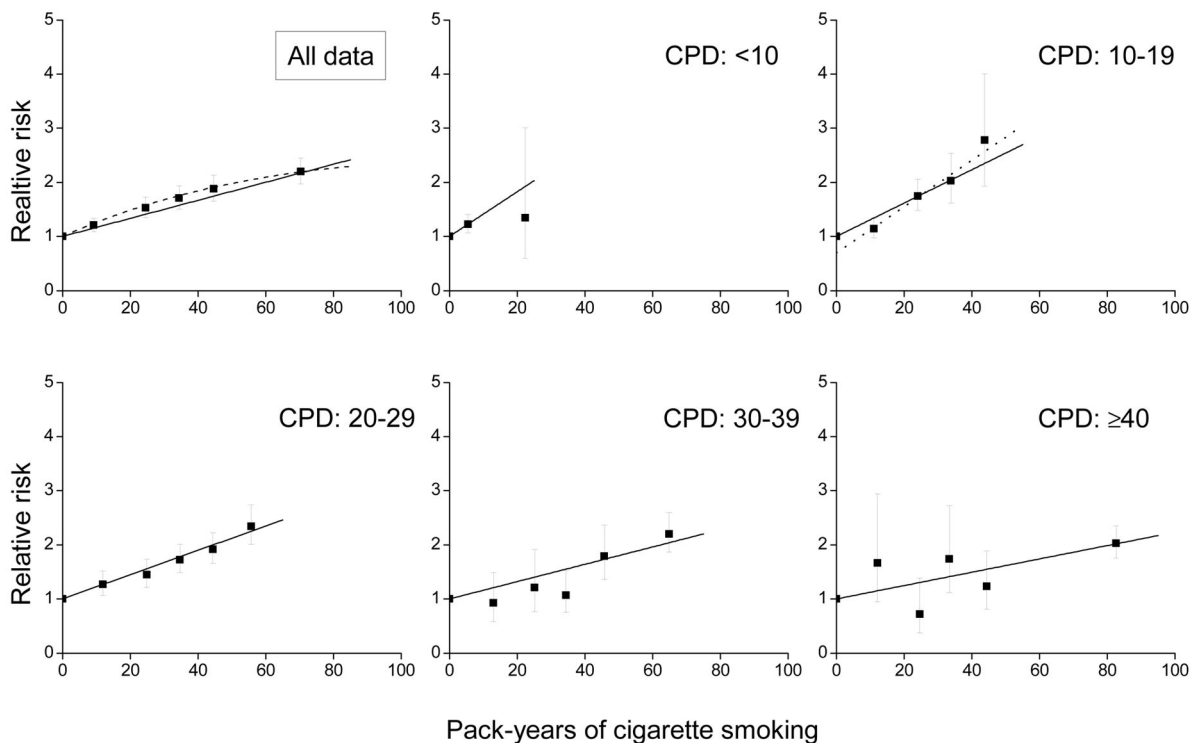 All data
CPD: <10
CPD: 10-19
Realtive risk
5
4
3
2
1
0
0 20 40 60 80 100
5
4
3
2
1
0
0 20 40 60 80 100
5
4
3
2
1
0
0 20 40 60 80 100
CPD: 20-29
CPD: 30-39
CPD: ≥40
Relative risk
5
4
3
2
1
0
0 20 40 60 80 100
5
4
3
2
1
0
0 20 40 60 80 100
5
4
3
2
1
0
0 20 40 60 80 100
Pack-years of cigarette smoking